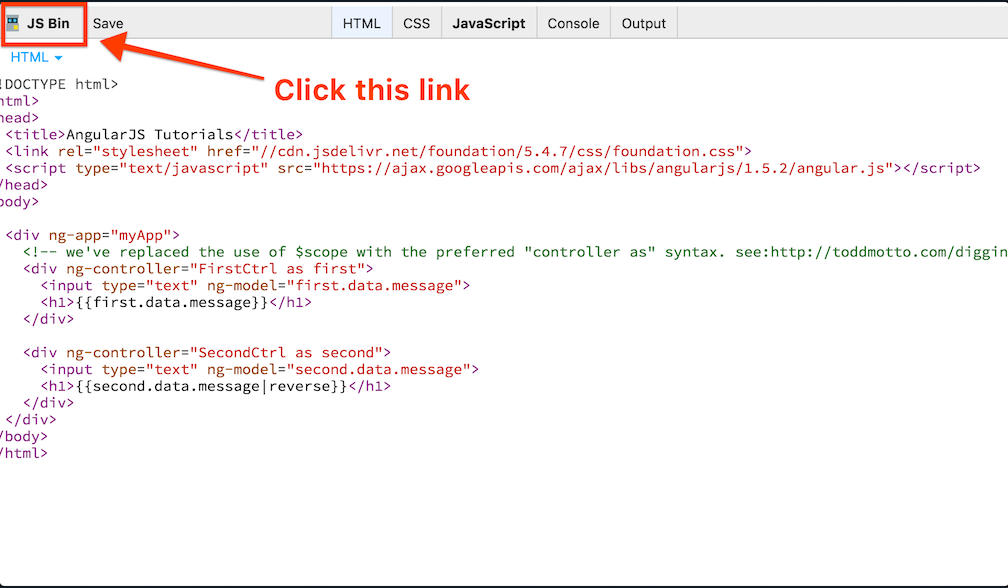 JS Bin Save HTML CSS JavaScript Console Output
HTML
Click this link
!DOCTYPE html>
html>
head>
<title>AngularJS Tutorials</title>
<link rel="stylesheet" href="//cdn.jsdelivr.net/foundation/5.4.7/css/foundation.css">
<script type="text/javascript" src="https://ajax.googleapis.com/ajax/libs/angularjs/1.5.2/angular.js"></script>
/head>
body>
<div ng-app="myApp">
<!-- we've replaced the use of $scope with the preferred "controller as" syntax. see:http://toddmotto.com/diggin
<div ng-controller="FirstCtrl as first">
<input type="text" ng-model="first.data.message">
<h1>{{first.data.message}}</h1>
</div>
<div ng-controller="SecondCtrl as second">
<input type="text" ng-model="second.data.message">
<h1>{{second.data.message|reverse}}</h1>
</div>
</div>
/body>
/html>